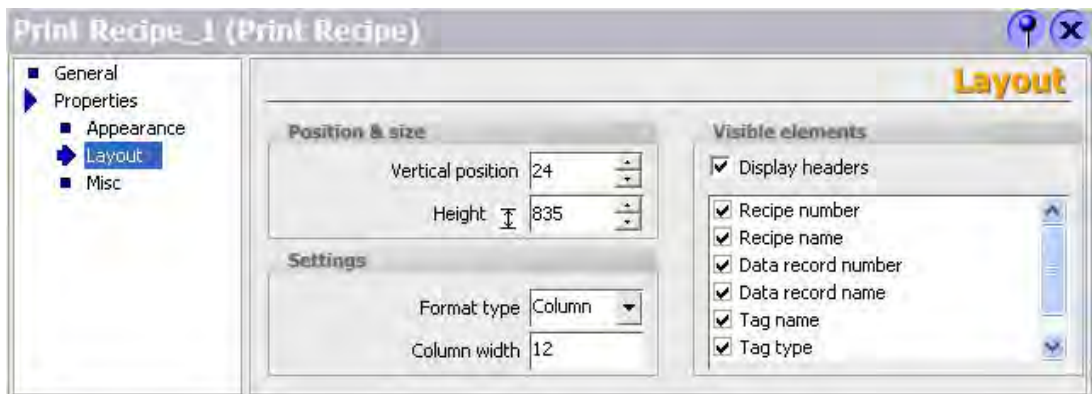 Print Recipe_1 (Print Recipe)
General
Properties
Appearance
Layout
Misc
Layout
Position & size
Vertical position 24
Height 835
Settings
Format type Column
Column width 12
Visible elements
Display headers
Recipe number
Recipe name
Data record number
Data record name
Tag name
Tag type